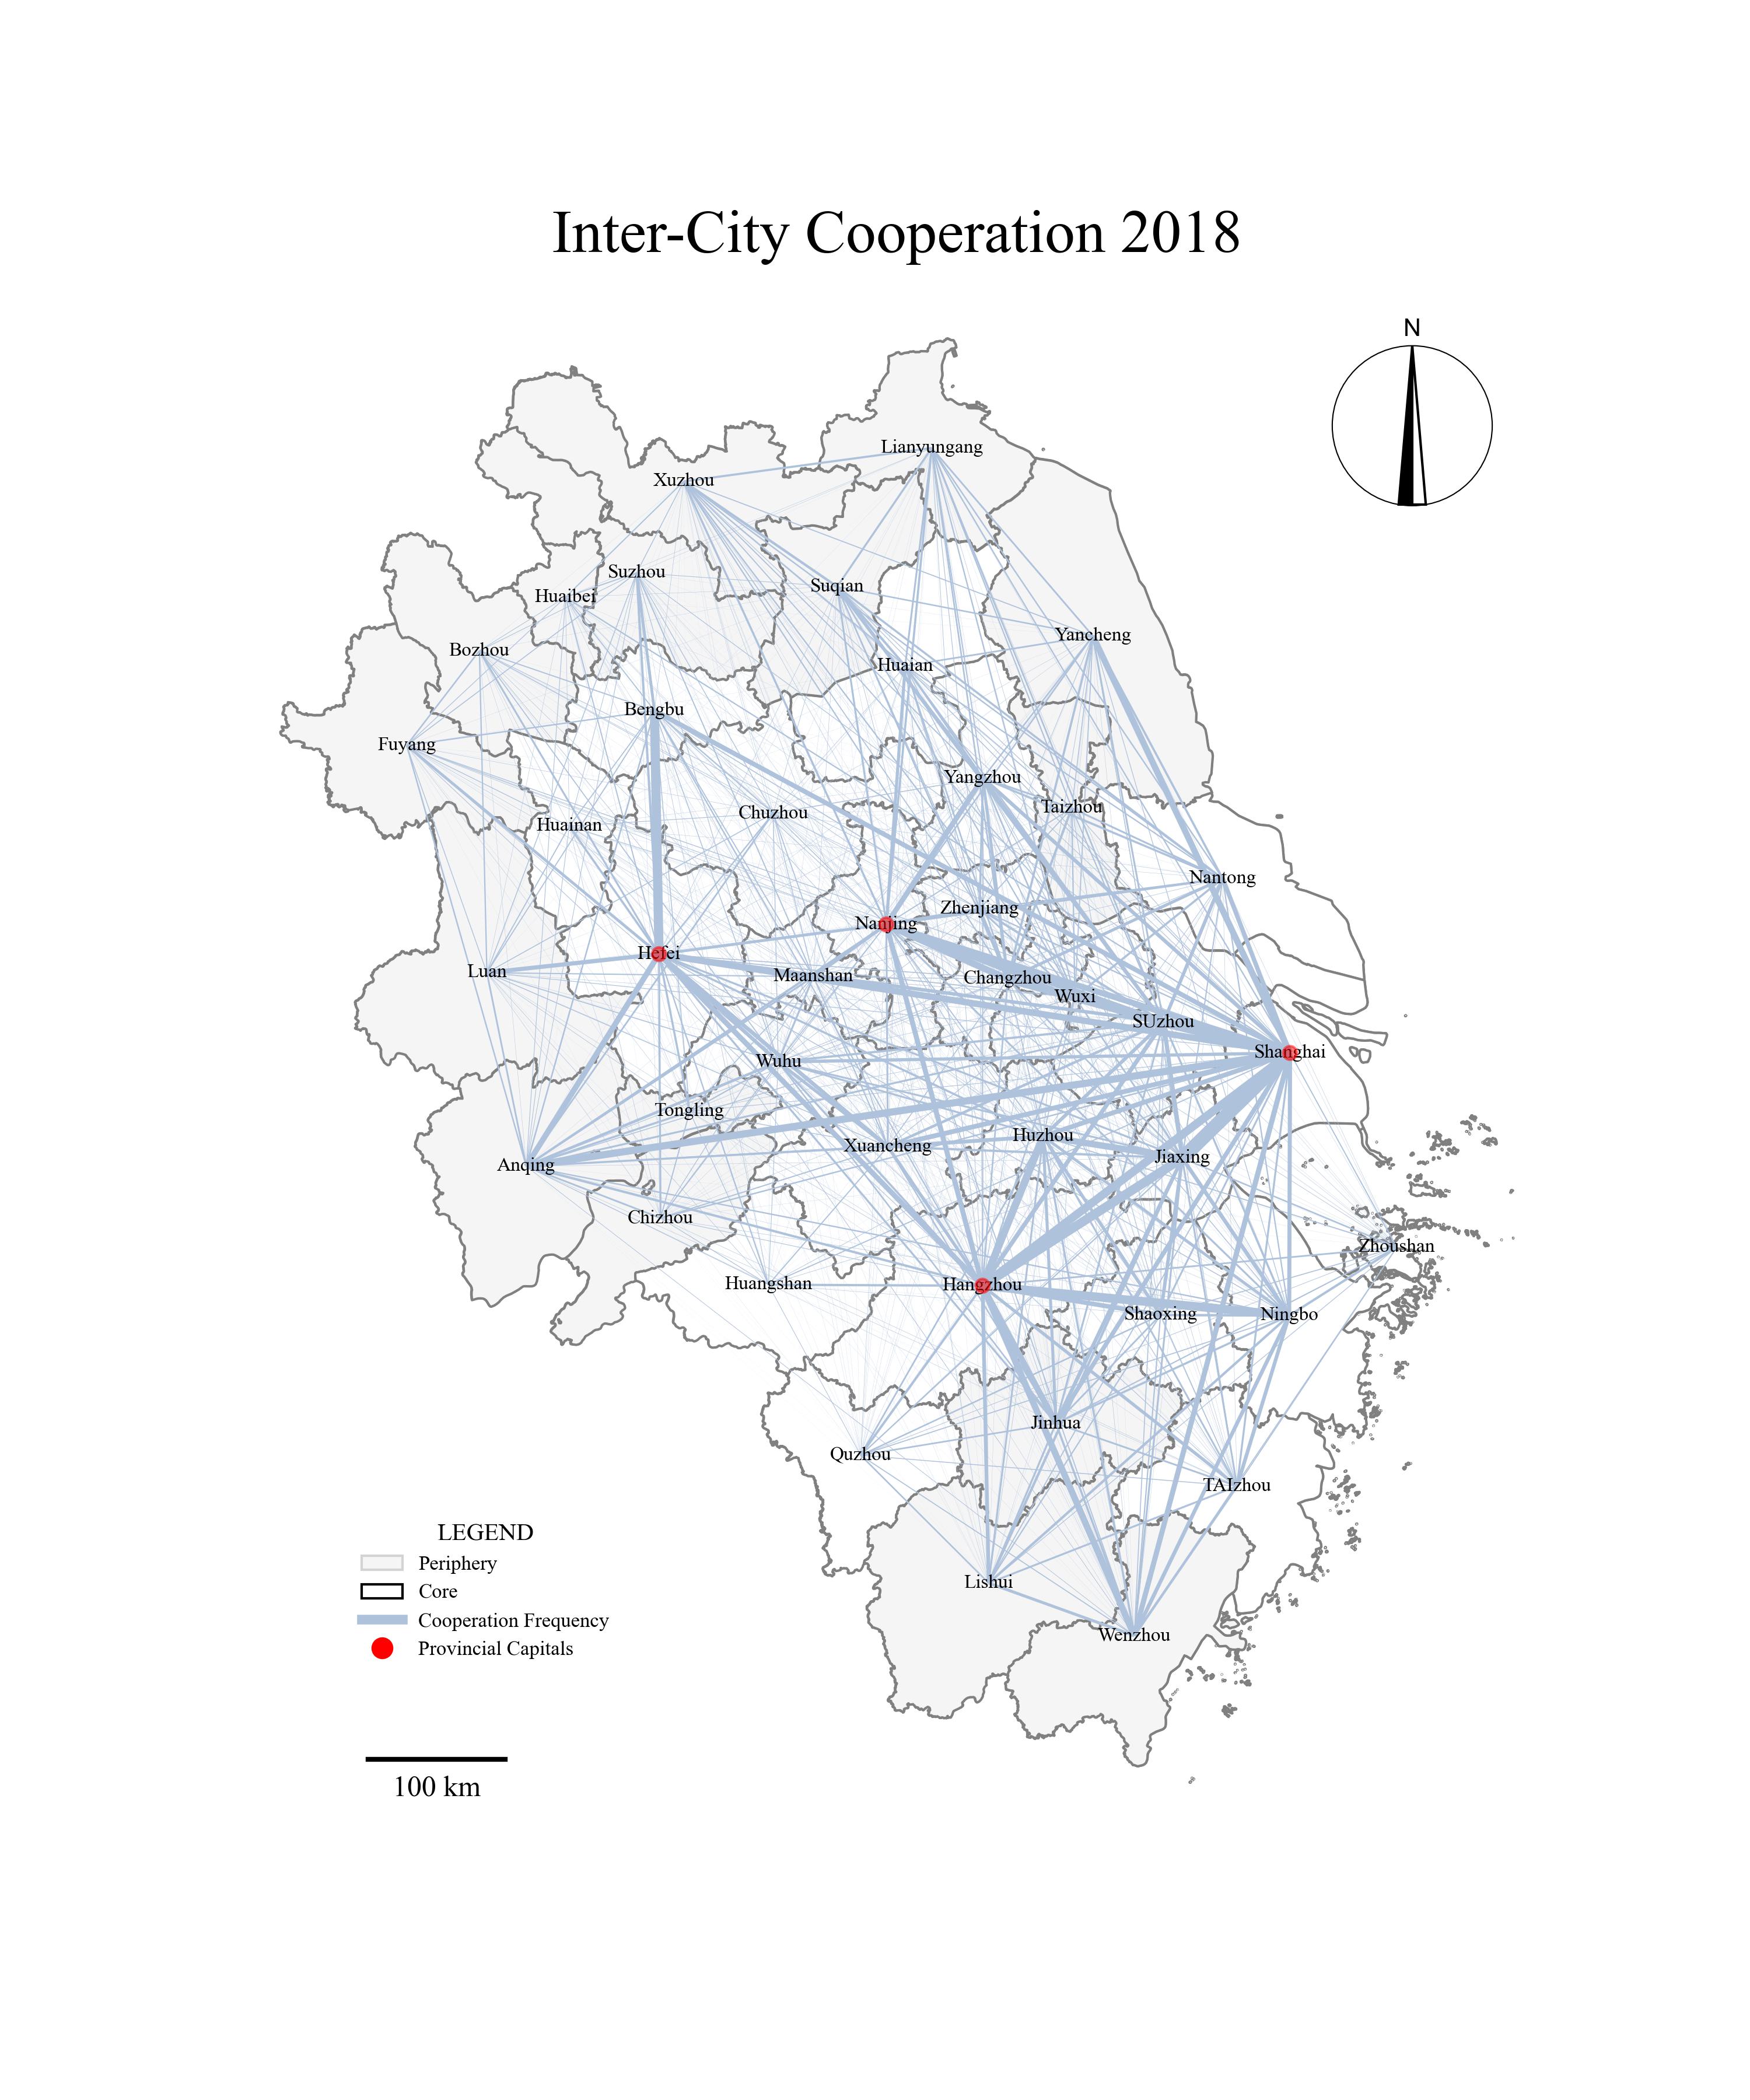 Inter-City Cooperation 2018
N
Lianyungang
Xuzhou
Suzhou
Suqian
Huaibei
Yancheng
Bozhou
Huaian
Bengbu
Fuyang
Yangzhou
Taizhou
Chuzhou
Huainan
Nantong
Zhenjiang
Nanjing
Hefei
Luan
Maanshan
Changzhou
Wuxi
SUzhou
Shanghai
Wuhu
Tongling
Huzhou
Xuancheng
Jiaxing
Anqing
Chizhou
Zhoushan
Huangshan
Hangzhou
Shaoxing
Ningbo
Jinhua
Quzhou
TAIzhou
Lishui
Wenzhou
LEGEND
Periphery
Core
Cooperation Frequency
Provincial Capitals
100 km